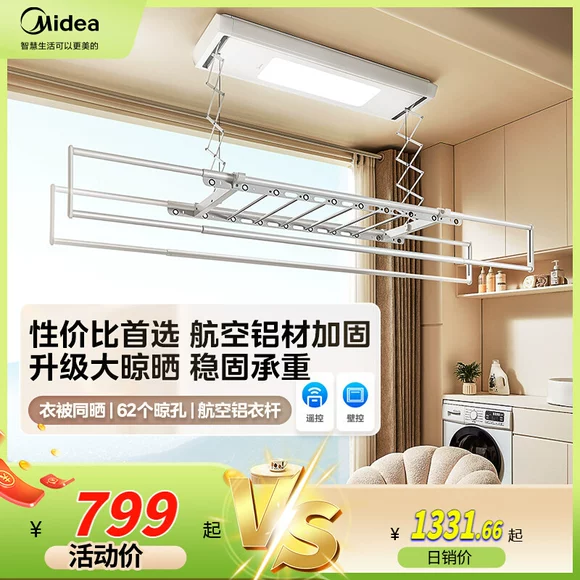 Midea
智慧生活可以更美的
性价比首选 航空铝材加固
升级大晾晒 稳固承重
衣被同晒|62个晾孔|航空铝衣杆
遥控
壁控
¥ 799 起
活动价
VS
¥ 1331.66 起
日销价